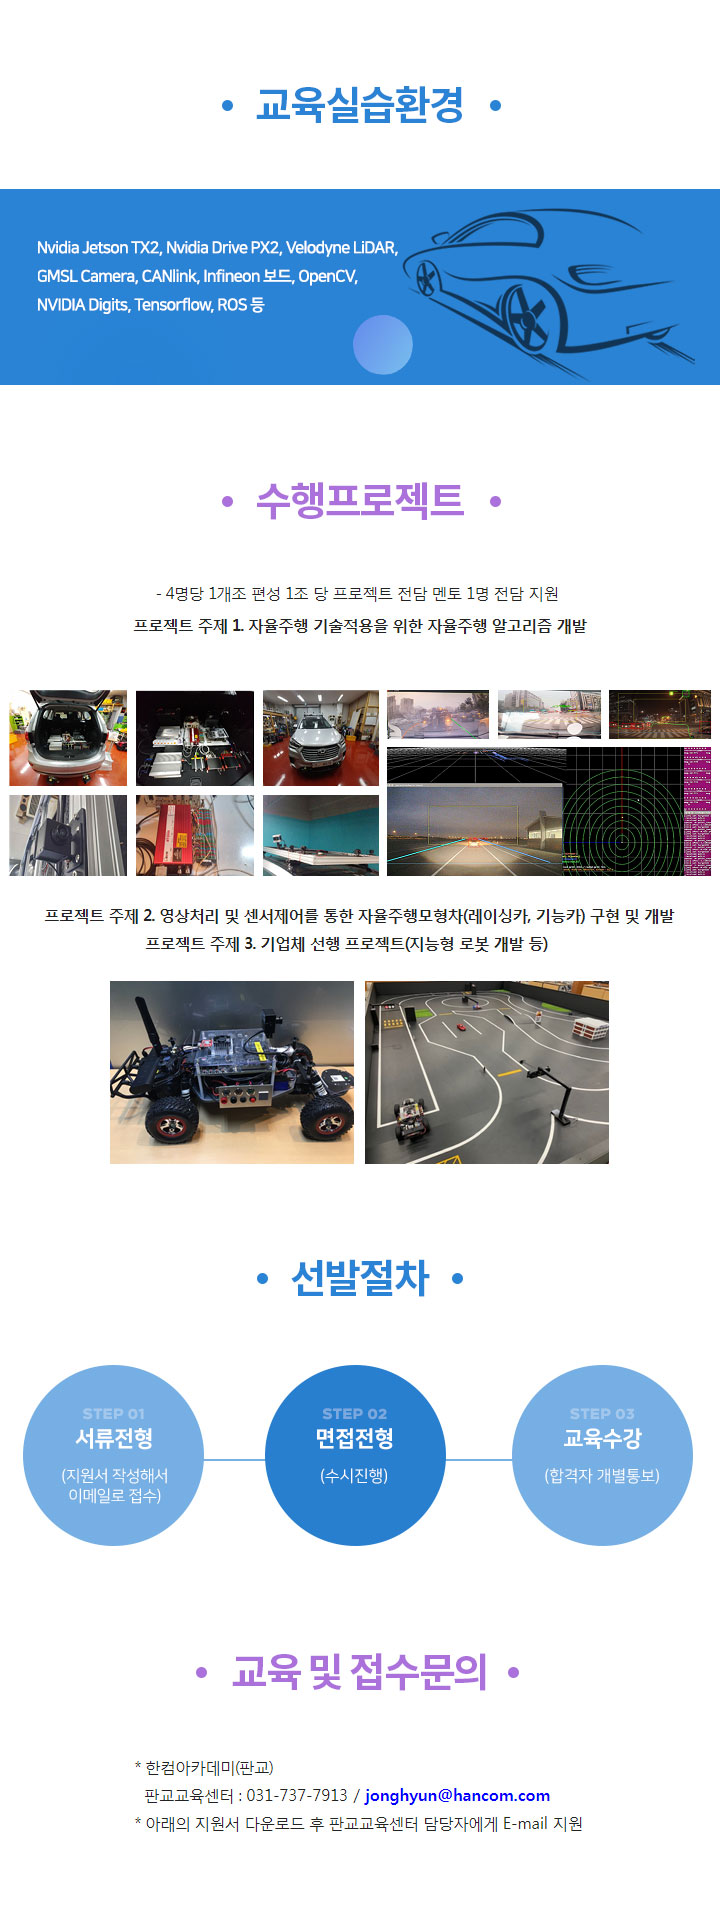 교육실습환경
Nvidia Jetson TX2, Nvidia Drive PX2, Velodyne LiDAR,
GMSL Camera, CANlink, Infineon 보드, OpenCV,
NVIDIA Digits, Tensorflow, ROS 등
수행프로젝트
- 4명당 1개조 편성 1조 당 프로젝트 전담 멘토 1명 전담 지원
프로젝트 주제 1. 자율주행 기술적용을 위한 자율주행 알고리즘 개발
프로젝트 주제 2. 영상처리 및 센서제어를 통한 자율주행모형차(레이싱카, 기능카) 구현 및 개발
프로젝트 주제 3. 기업체 선행 프로젝트(지능형 로봇 개발 등)
선발절차
STEP 01
서류전형
(지원서 작성해서
이메일로 접수)
STEP 02
면접전형
(수시진행)
STEP 03
교육수강
(합격자 개별통보)
교육 및 접수문의
* 한컴아카데미(판교)
판교교육센터 : 031-737-7913 / jonghyun@hancom.com
* 아래의 지원서 다운로드 후 판교교육센터 담당자에게 E-mail 지원